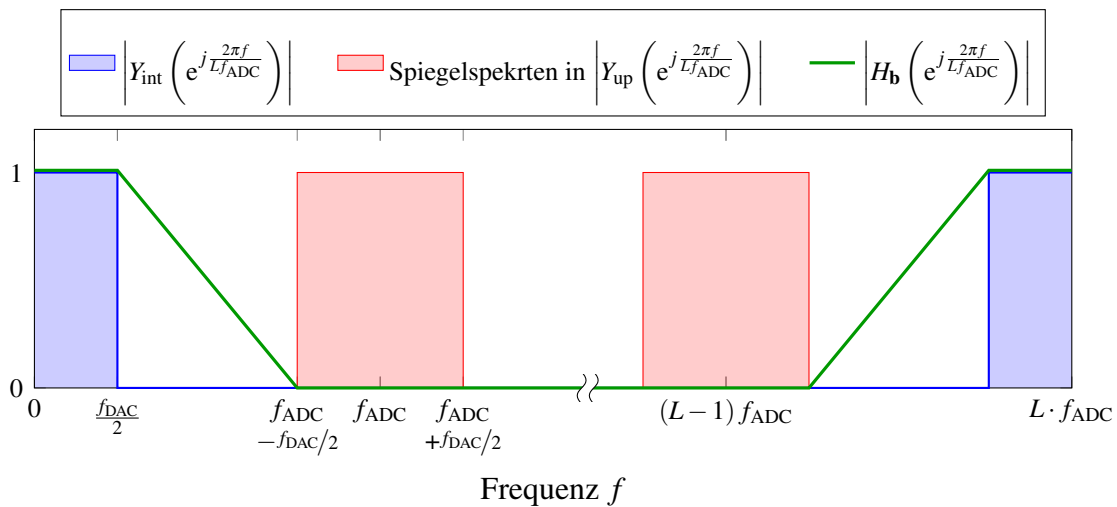 |Y_int(e^{j 2πf/(L f_ADC)})| Spiegelspekrten in |Y_up(e^{j 2πf/(L f_ADC)})| |H_b(e^{j 2πf/(L f_ADC)})|
1
0
0 f_DAC/2 f_ADC −f_DAC/2 f_ADC f_ADC +f_DAC/2 (L−1) f_ADC L · f_ADC
Frequenz f